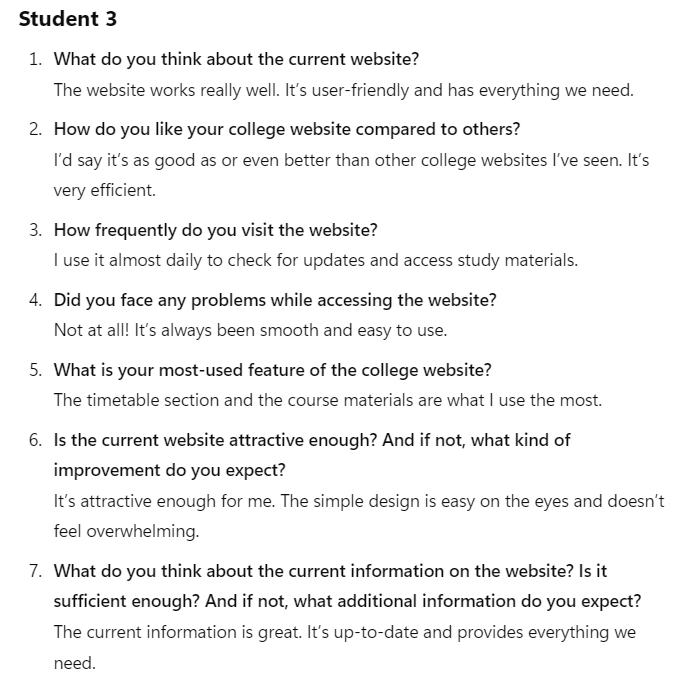 Student 3
1. What do you think about the current website?
The website works really well. It’s user-friendly and has everything we need.
2. How do you like your college website compared to others?
I’d say it’s as good as or even better than other college websites I’ve seen. It’s
very efficient.
3. How frequently do you visit the website?
I use it almost daily to check for updates and access study materials.
4. Did you face any problems while accessing the website?
Not at all! It’s always been smooth and easy to use.
5. What is your most-used feature of the college website?
The timetable section and the course materials are what I use the most.
6. Is the current website attractive enough? And if not, what kind of
improvement do you expect?
It’s attractive enough for me. The simple design is easy on the eyes and doesn’t
feel overwhelming.
7. What do you think about the current information on the website? Is it
sufficient enough? And if not, what additional information do you expect?
The current information is great. It’s up-to-date and provides everything we
need.